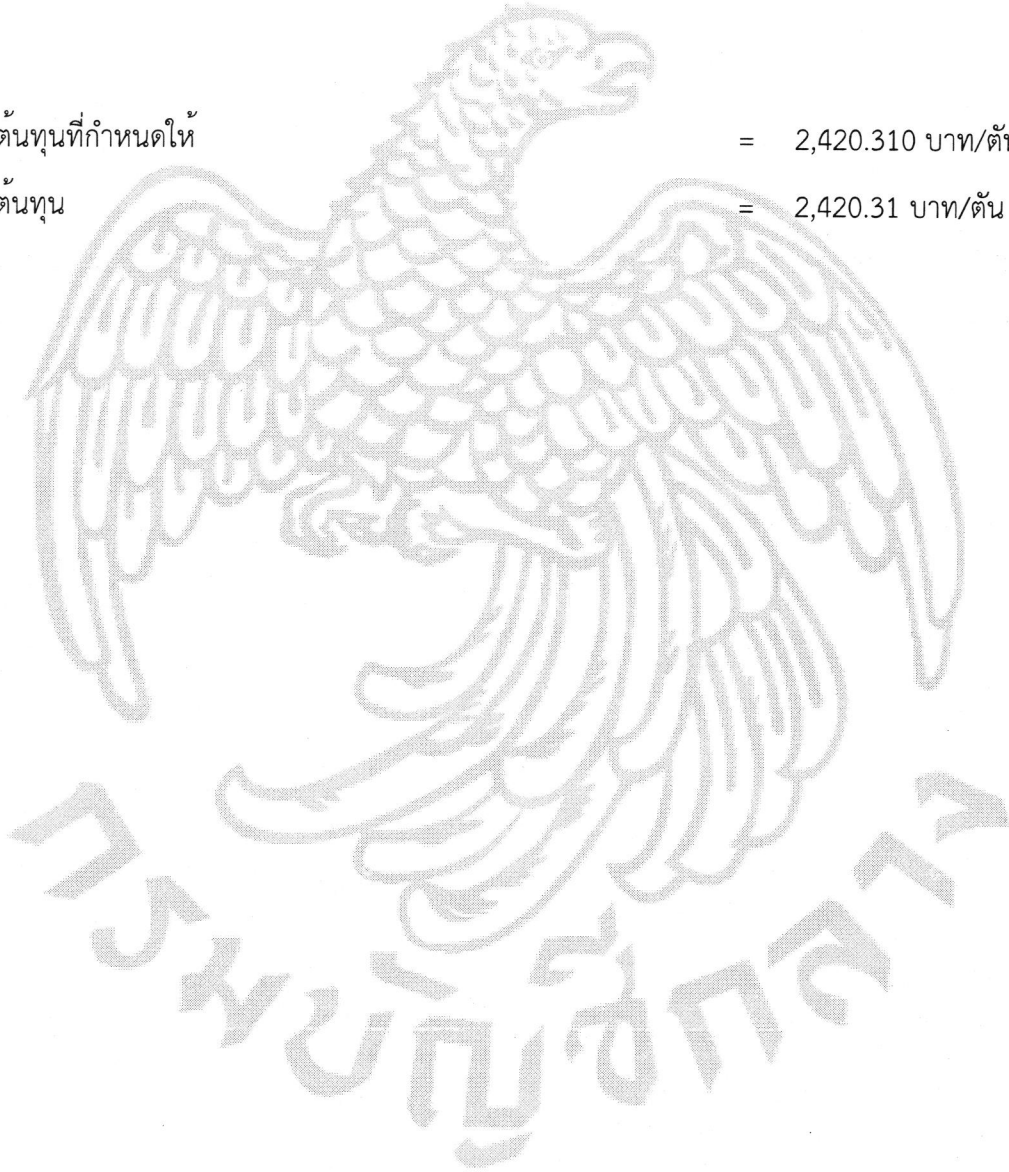 ต้นทุนที่กำหนดให้ = 2,420.310 บาท/ตัน
ต้นทุน = 2,420.31 บาท/ตัน
กรมบัญชีกลาง